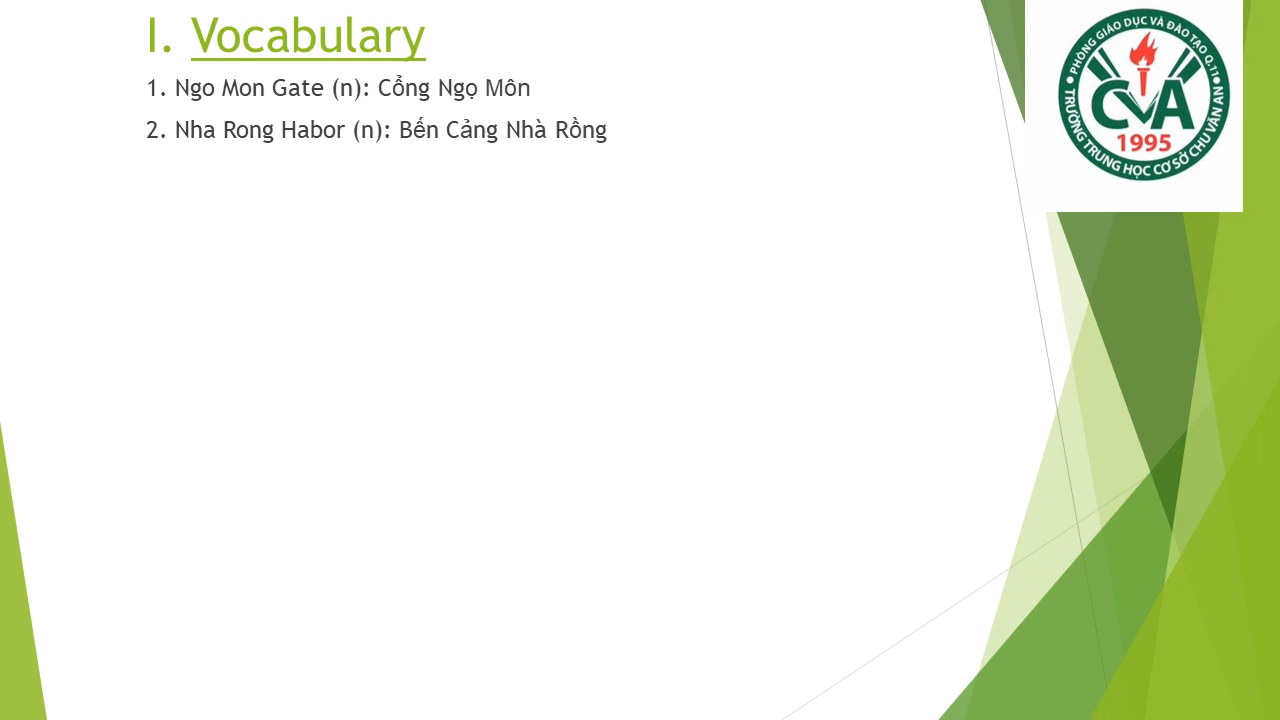 I. Vocabulary
1. Ngo Mon Gate (n): Cổng Ngọ Môn
2. Nha Rong Habor (n): Bến Cảng Nhà Rồng
PHÒNG GIÁO DỤC VÀ ĐÀO TẠO Q.11
CVA
1995
TRƯỜNG TRUNG HỌC CƠ SỞ CHU VĂN AN